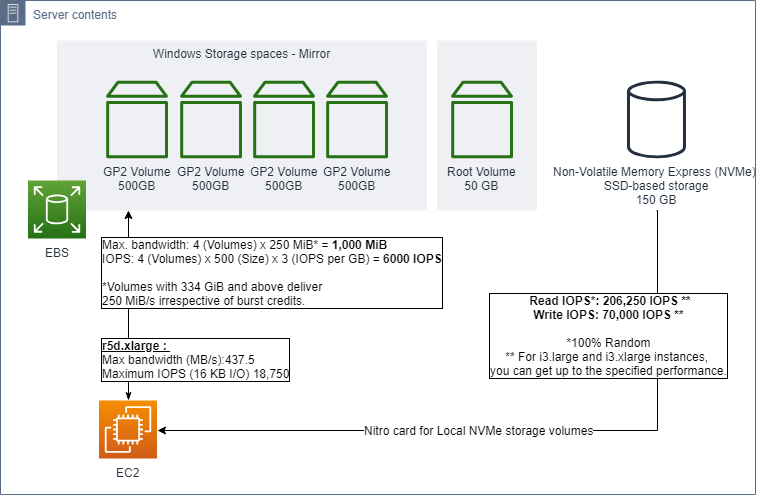 Server contents
Windows Storage spaces - Mirror
GP2 Volume
500GB
GP2 Volume
500GB
GP2 Volume
500GB
GP2 Volume
500GB
Root Volume
50 GB
Non-Volatile Memory Express (NVMe)
SSD-based storage
150 GB
EBS
Max. bandwidth: 4 (Volumes) x 250 MiB* = 1,000 MiB
IOPS: 4 (Volumes) x 500 (Size) x 3 (IOPS per GB) = 6000 IOPS
*Volumes with 334 GiB and above deliver
250 MiB/s irrespective of burst credits.
Read IOPS*: 206,250 IOPS **
Write IOPS: 70,000 IOPS **
*100% Random
** For i3.large and i3.xlarge instances,
you can get up to the specified performance.
r5d.xlarge :
Max bandwidth (MB/s):437.5
Maximum IOPS (16 KB I/O) 18,750
Nitro card for Local NVMe storage volumes
EC2